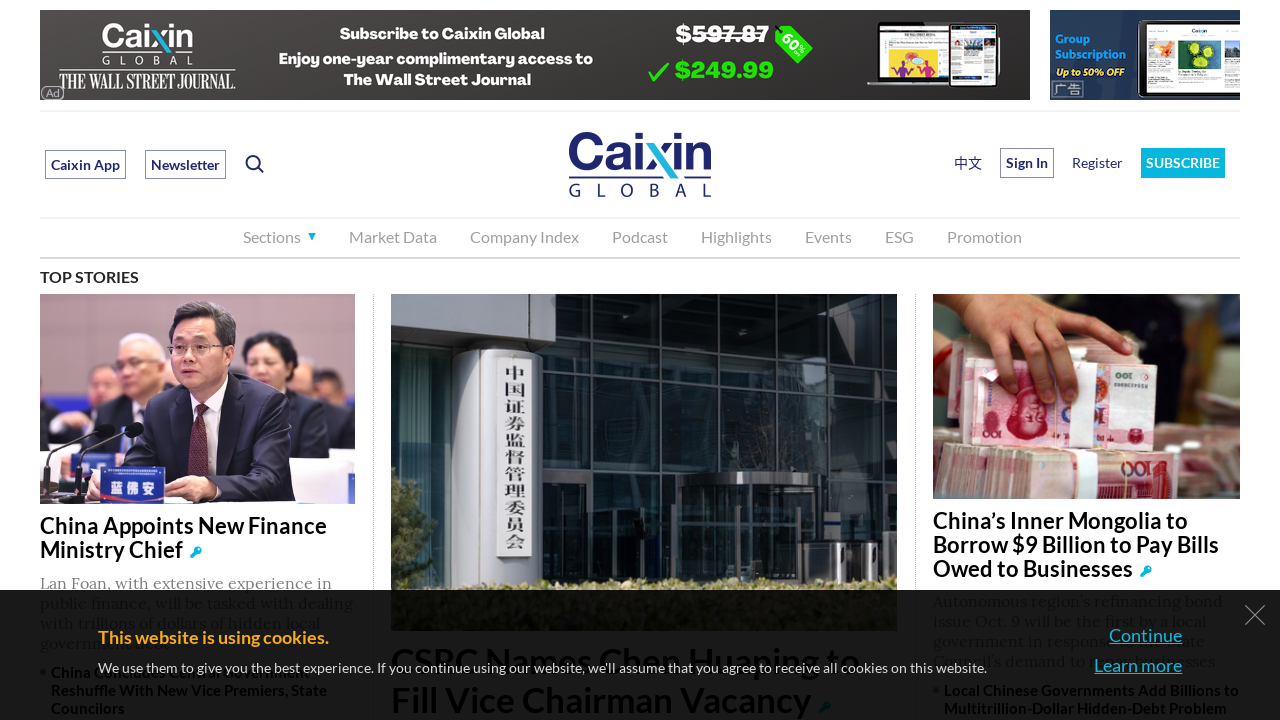 Caixin
GLOBAL
THE WALL STREET JOURNAL.
Ad
Subscribe to Caixin Global
Enjoy one-year complimentary access to
The Wall Street Journal
$597.87
60%
$249.99
Group
Subscription
Up to 50% OFF
广告
Caixin App
Newsletter
Caixin
GLOBAL
中文
Sign In
Register
SUBSCRIBE
Sections
Market Data
Company Index
Podcast
Highlights
Events
ESG
Promotion
TOP STORIES
蓝佛安
China Appoints New Finance
Ministry Chief
Lan Foan, with extensive experience in
public finance, will be tasked with dealing
with trillions of dollars of hidden local
government debt
China Concludes Central Government
Reshuffle With New Vice Premiers, State
Councilors
中国证券监督管理委员会
CSRC Names Chen Huaping to
Fill Vice Chairman Vacancy
100
China’s Inner Mongolia to
Borrow $9 Billion to Pay Bills
Owed to Businesses
Autonomous region’s refinancing bond
issue Oct. 9 will be the first by a local
government in response to the State
Council’s demand to repay businesses
Local Chinese Governments Add Billions to
Multitrillion-Dollar Hidden-Debt Problem
This website is using cookies.
We use them to give you the best experience. If you continue using our website, we'll assume that you agree to receive all cookies on this website.
Continue
Learn more